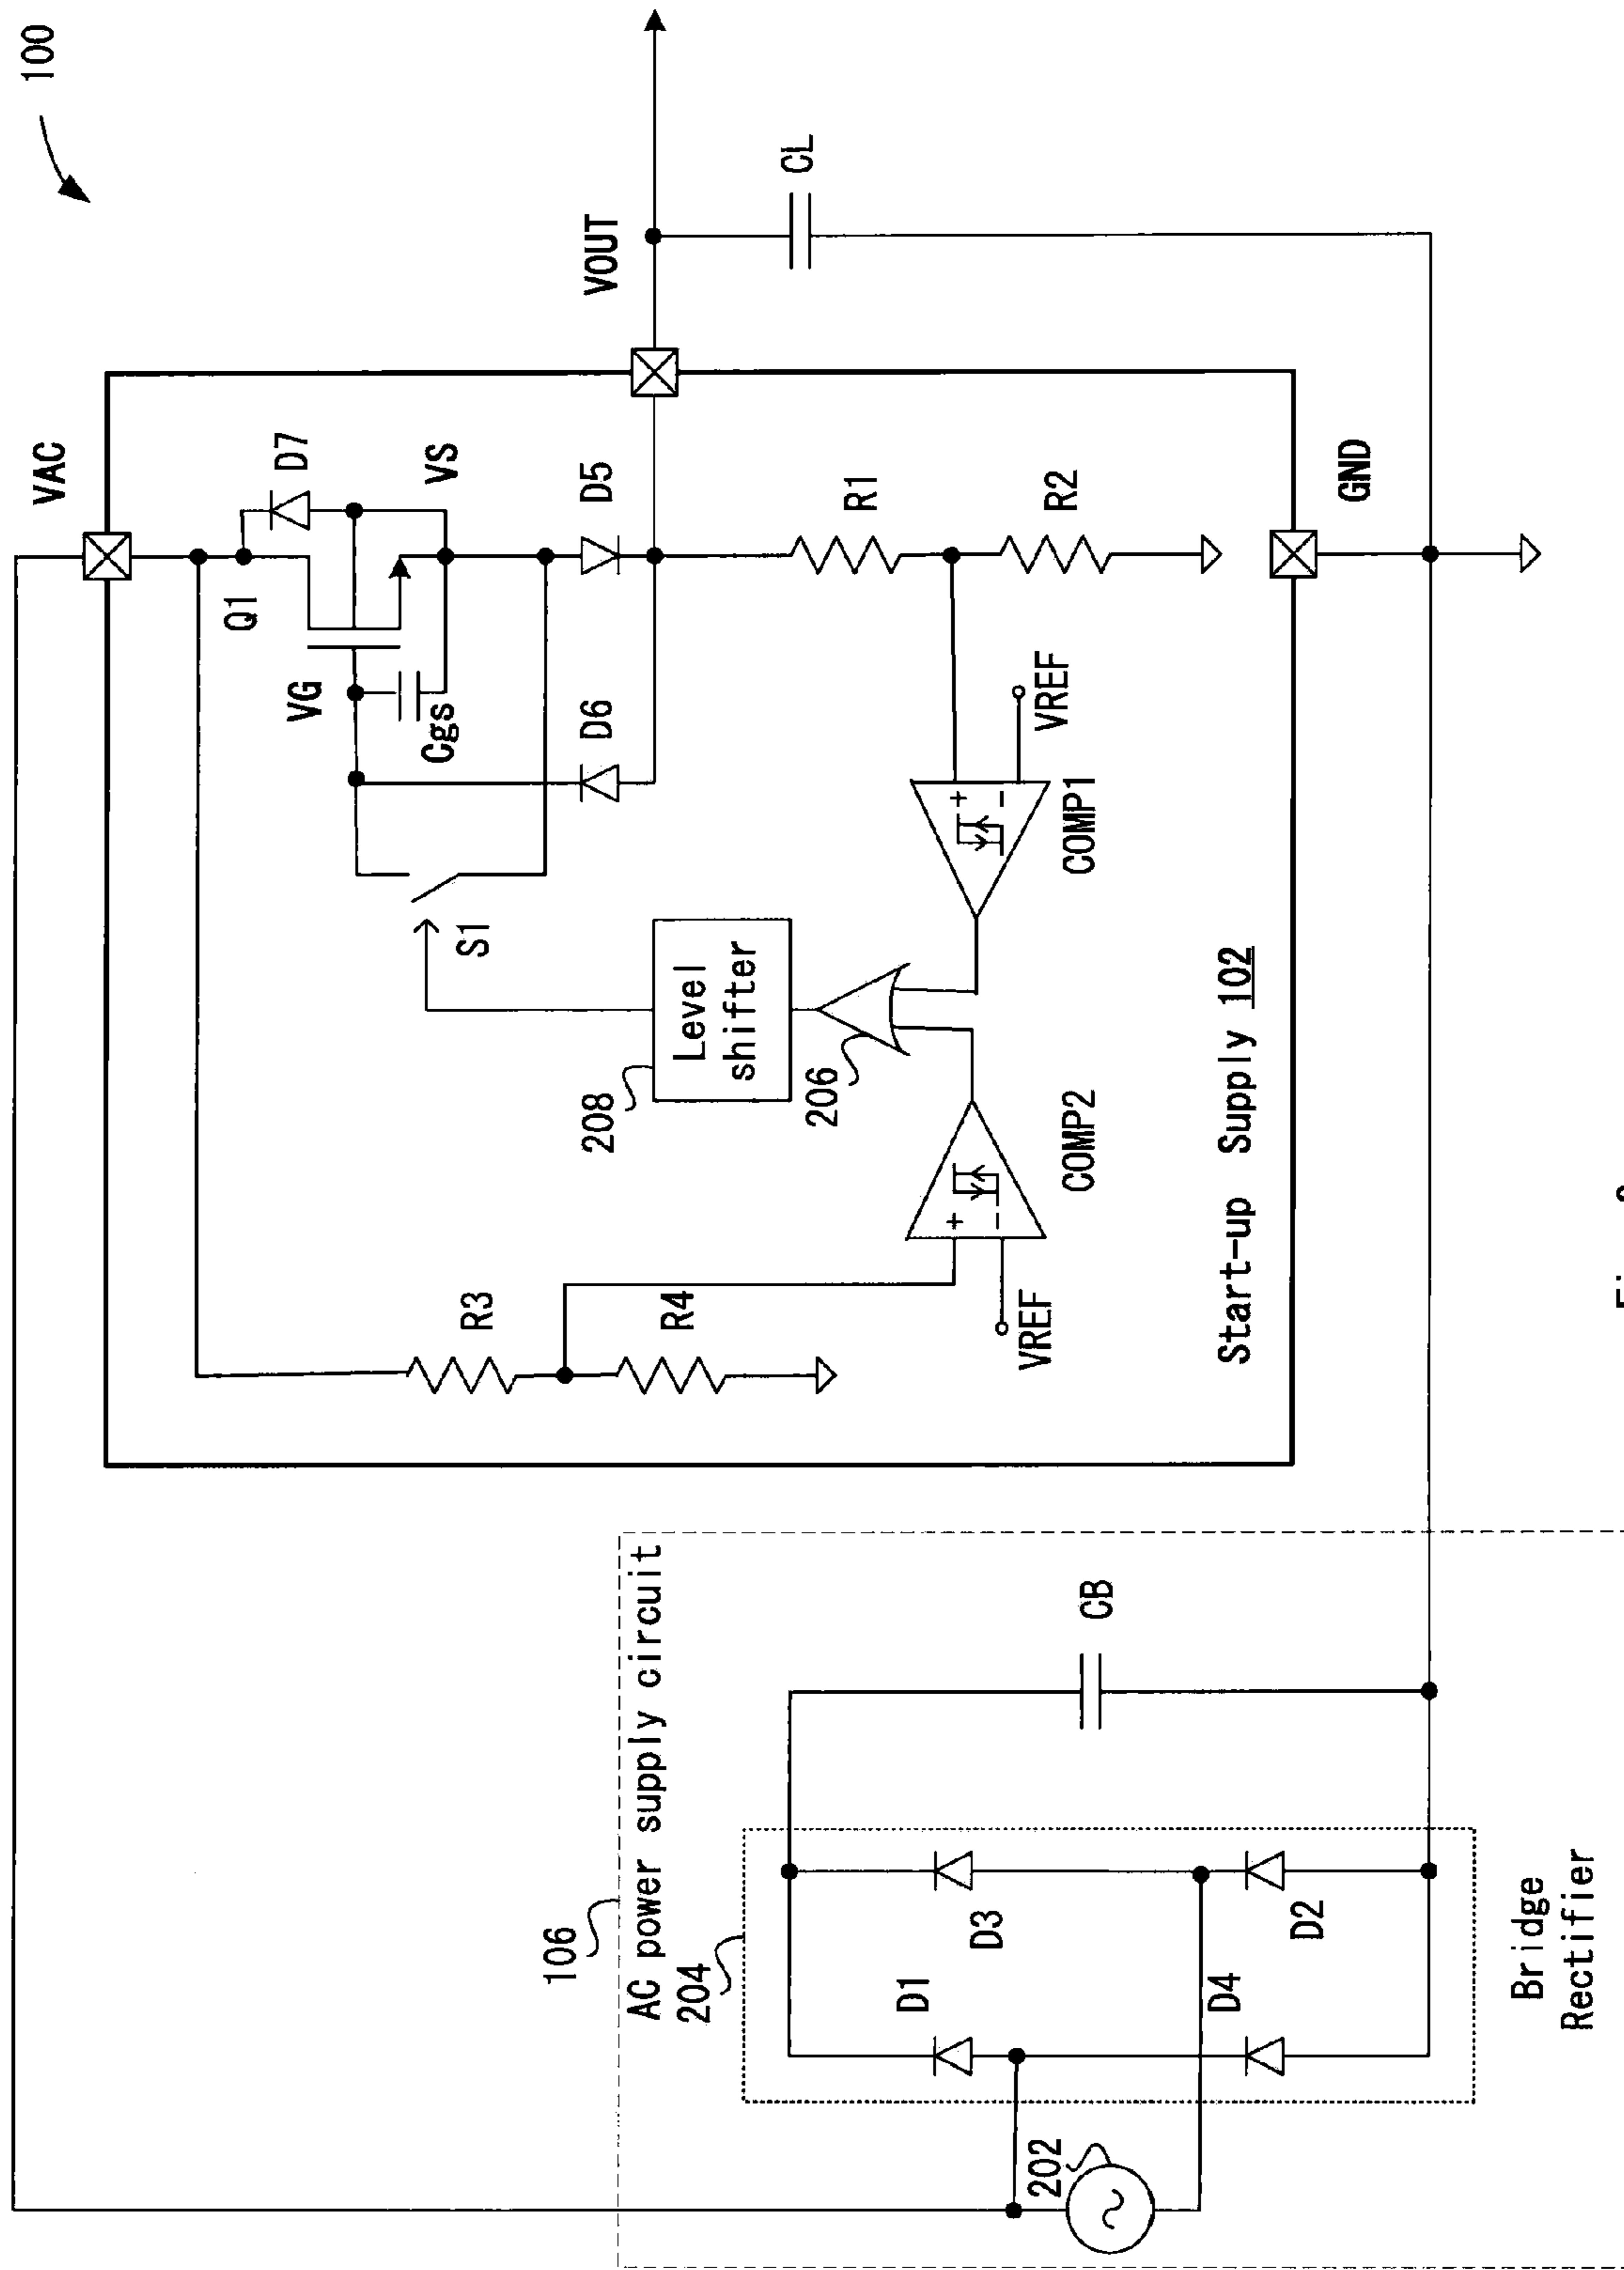 100
VAC
Q1
D7
VG
VS
Cgs
D6
D5
VOUT
CL
S1
R3
R4
208
Level
shifter
206
R1
R2
+
-
VREF
COMP1
+
-
VREF
COMP2
Start-up Supply 102
GND
106
AC power supply circuit
204
D1
D3
D4
D2
CB
202
Bridge
Rectifier